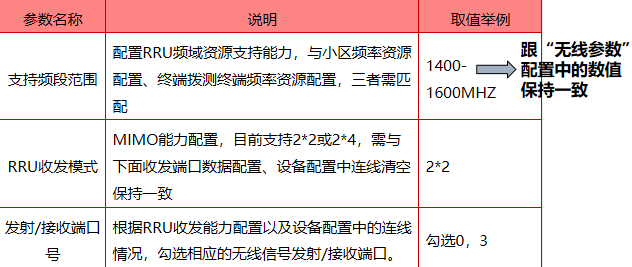 参数名称
说明
取值举例
支持频段范围
配置RRU频域资源支持能力，与小区频率资源
配置、终端拨测终端频率资源配置，三者需匹
配
1400-
1600MHZ
跟“无线参数”
配置中的数值
保持一致
RRU收发模式
MIMO能力配置，目前支持2*2或2*4，需与
下面收发端口数据配置、设备配置中连线清空
保持一致
2*2
发射/接收端口
号
根据RRU收发能力配置以及设备配置中的连线
情况，勾选相应的无线信号发射/接收端口。
勾选0，3